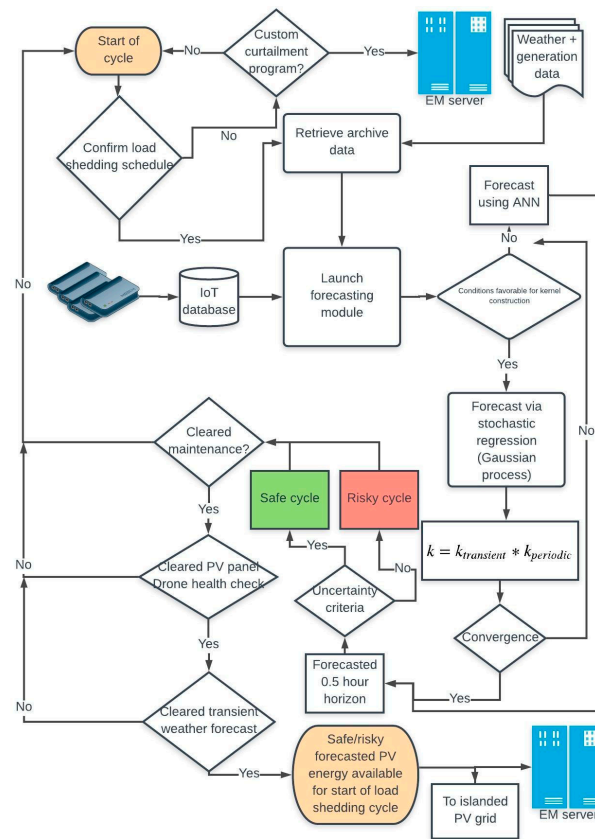 Start of
cycle
No
Custom
curtailment
program?
Yes
EM server
Weather +
generation
data
Confirm load
shedding schedule
No
Retrieve archive
data
Yes
Forecast
using ANN
No
No
IoT
database
Launch
forecasting
module
Conditions favorable for kernel
construction
Yes
Forecast via
stochastic
regression
(Gaussian
process)
No
Cleared
maintenance?
Safe cycle
Risky cycle
Yes
k = k_transient * k_periodic
Yes
No
No
Cleared PV panel
Drone health check
Uncertainty
criteria
Convergence
Yes
Forecasted
0.5 hour
horizon
Yes
No
Cleared transient
weather forecast
Yes
Safe/risky
forecasted PV
energy available
for start of load
shedding cycle
To islanded
PV grid
EM server